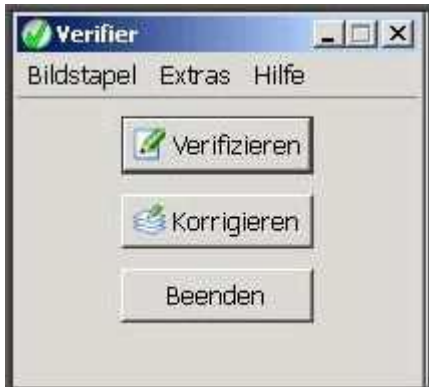 Verifier
Bildstapel Extras Hilfe
Verifizieren
Korrigieren
Beenden